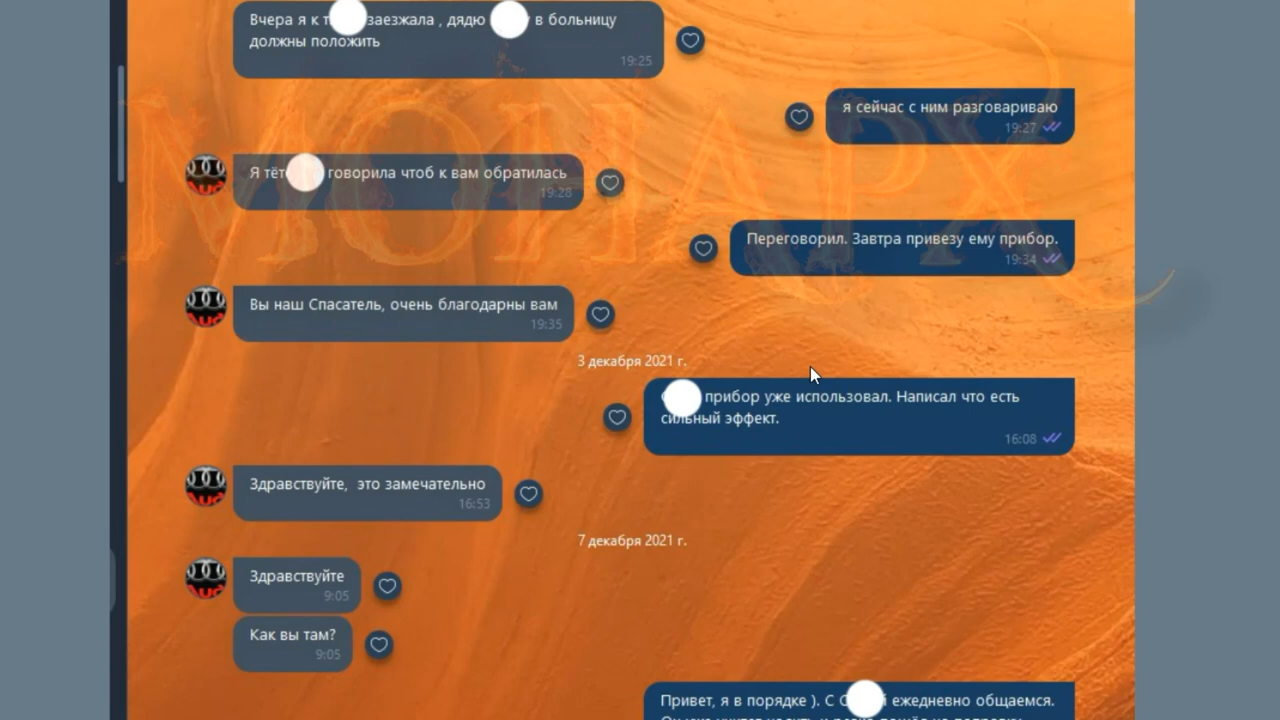 Вчера я к заезжала , дядю в больницу
должны положить
19:25
я сейчас с ним разговариваю
19:27
Я говорила чтоб к вам обратилась
19:28
МОНАРХ
Переговорил. Завтра привезу ему прибор.
19:34
Вы наш Спасатель, очень благодарны вам
19:35
3 декабря 2021 г.
прибор уже использовал. Написал что есть
сильный эффект.
16:08
Здравствуйте, это замечательно
16:53
7 декабря 2021 г.
Здравствуйте
9:05
Как вы там?
9:05
Привет, я в порядке ). С ежедневно общаемся.